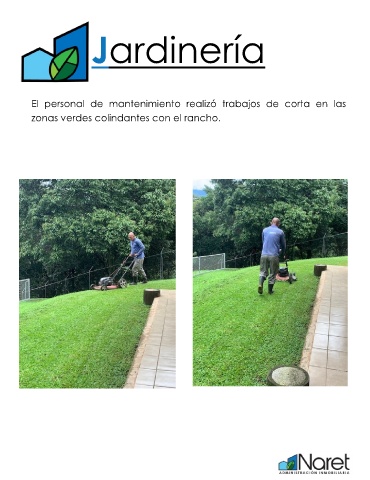 Jardinería
El personal de mantenimiento realizó trabajos de corta en las
zonas verdes colindantes con el rancho.
Naret
ADMINISTRACIÓN INMOBILIARIA